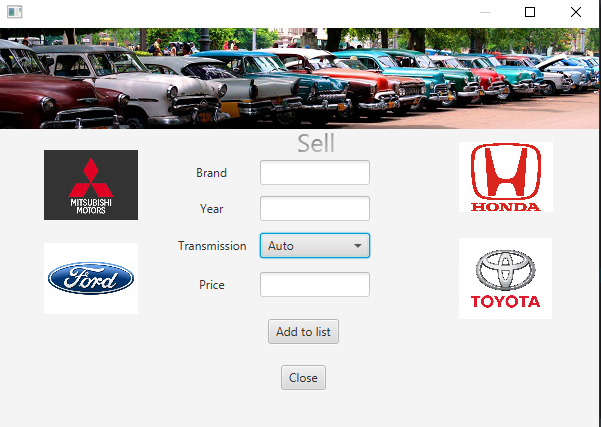 Sell
MITSUBISHI
MOTORS
Brand
HONDA
Year
Transmission
Auto
Ford
Price
TOYOTA
Add to list
Close